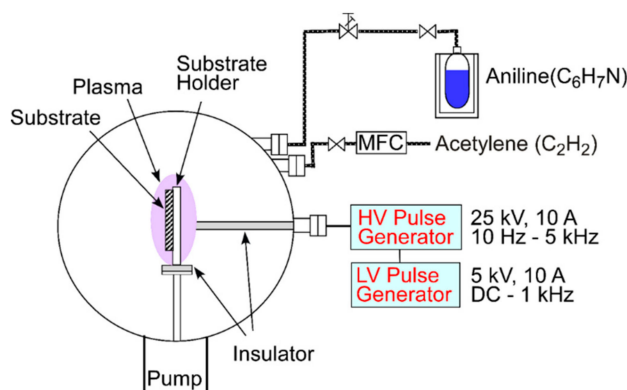 Substrate
Holder
Plasma
Substrate
Aniline(C₆H₇N)
MFC
Acetylene (C₂H₂)
HV Pulse
Generator
25 kV, 10 A
10 Hz - 5 kHz
LV Pulse
Generator
5 kV, 10 A
DC - 1 kHz
Insulator
Pump